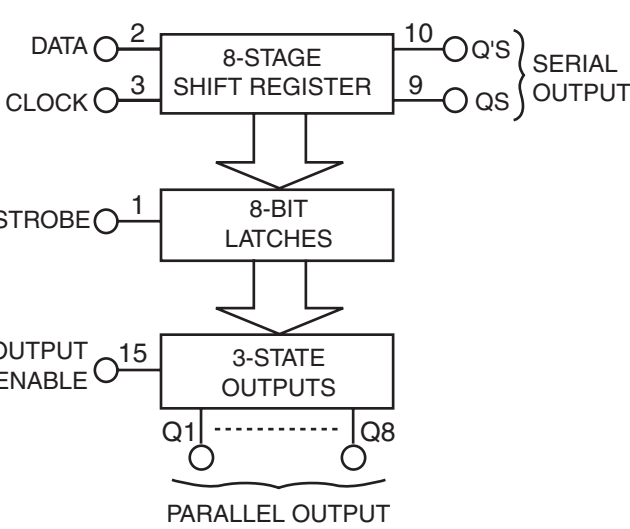 DATA
2
8-STAGE
SHIFT REGISTER
10
Q'S
CLOCK
3
9
QS
SERIAL
OUTPUT
STROBE
1
8-BIT
LATCHES
OUTPUT
ENABLE
15
3-STATE
OUTPUTS
Q1
Q8
PARALLEL OUTPUT